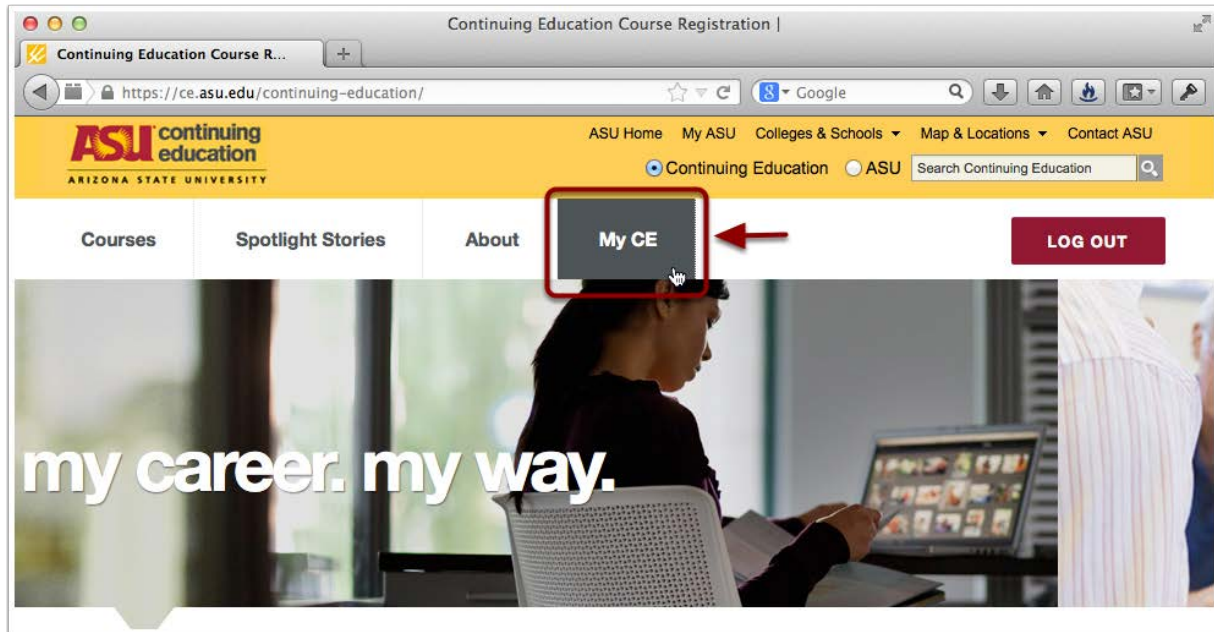 Continuing Education Course Registration |
Continuing Education Course R...
https://ce.asu.edu/continuing-education/
Google
ASU continuing education
ARIZONA STATE UNIVERSITY
ASU Home My ASU Colleges & Schools Map & Locations Contact ASU
Continuing Education ASU Search Continuing Education
Courses Spotlight Stories About My CE LOG OUT
my career. my way.